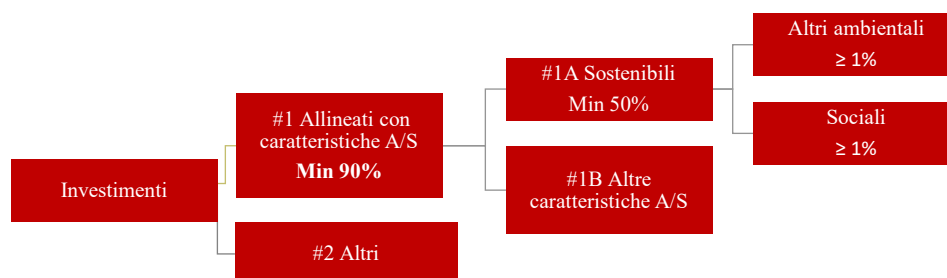 Investimenti
#1 Allineati con
caratteristiche A/S
Min 90%
#2 Altri
#1A Sostenibili
Min 50%
#1B Altre
caratteristiche A/S
Altri ambientali
≥ 1%
Sociali
≥ 1%